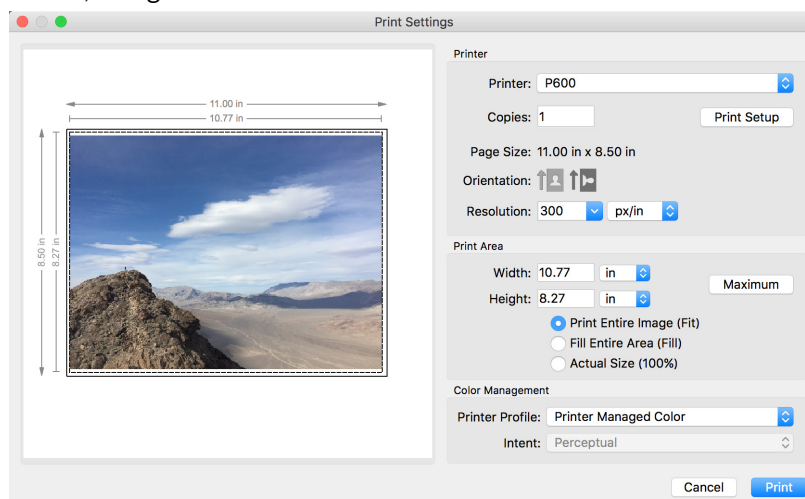 Print Settings
11.00 in
10.77 in
8.50 in
8.27 in
Printer
Printer: P600
Copies: 1 Print Setup
Page Size: 11.00 in x 8.50 in
Orientation:
Resolution: 300 px/in
Print Area
Width: 10.77 in
Maximum
Height: 8.27 in
Print Entire Image (Fit)
Fill Entire Area (Fill)
Actual Size (100%)
Color Management
Printer Profile: Printer Managed Color
Intent: Perceptual
Cancel Print